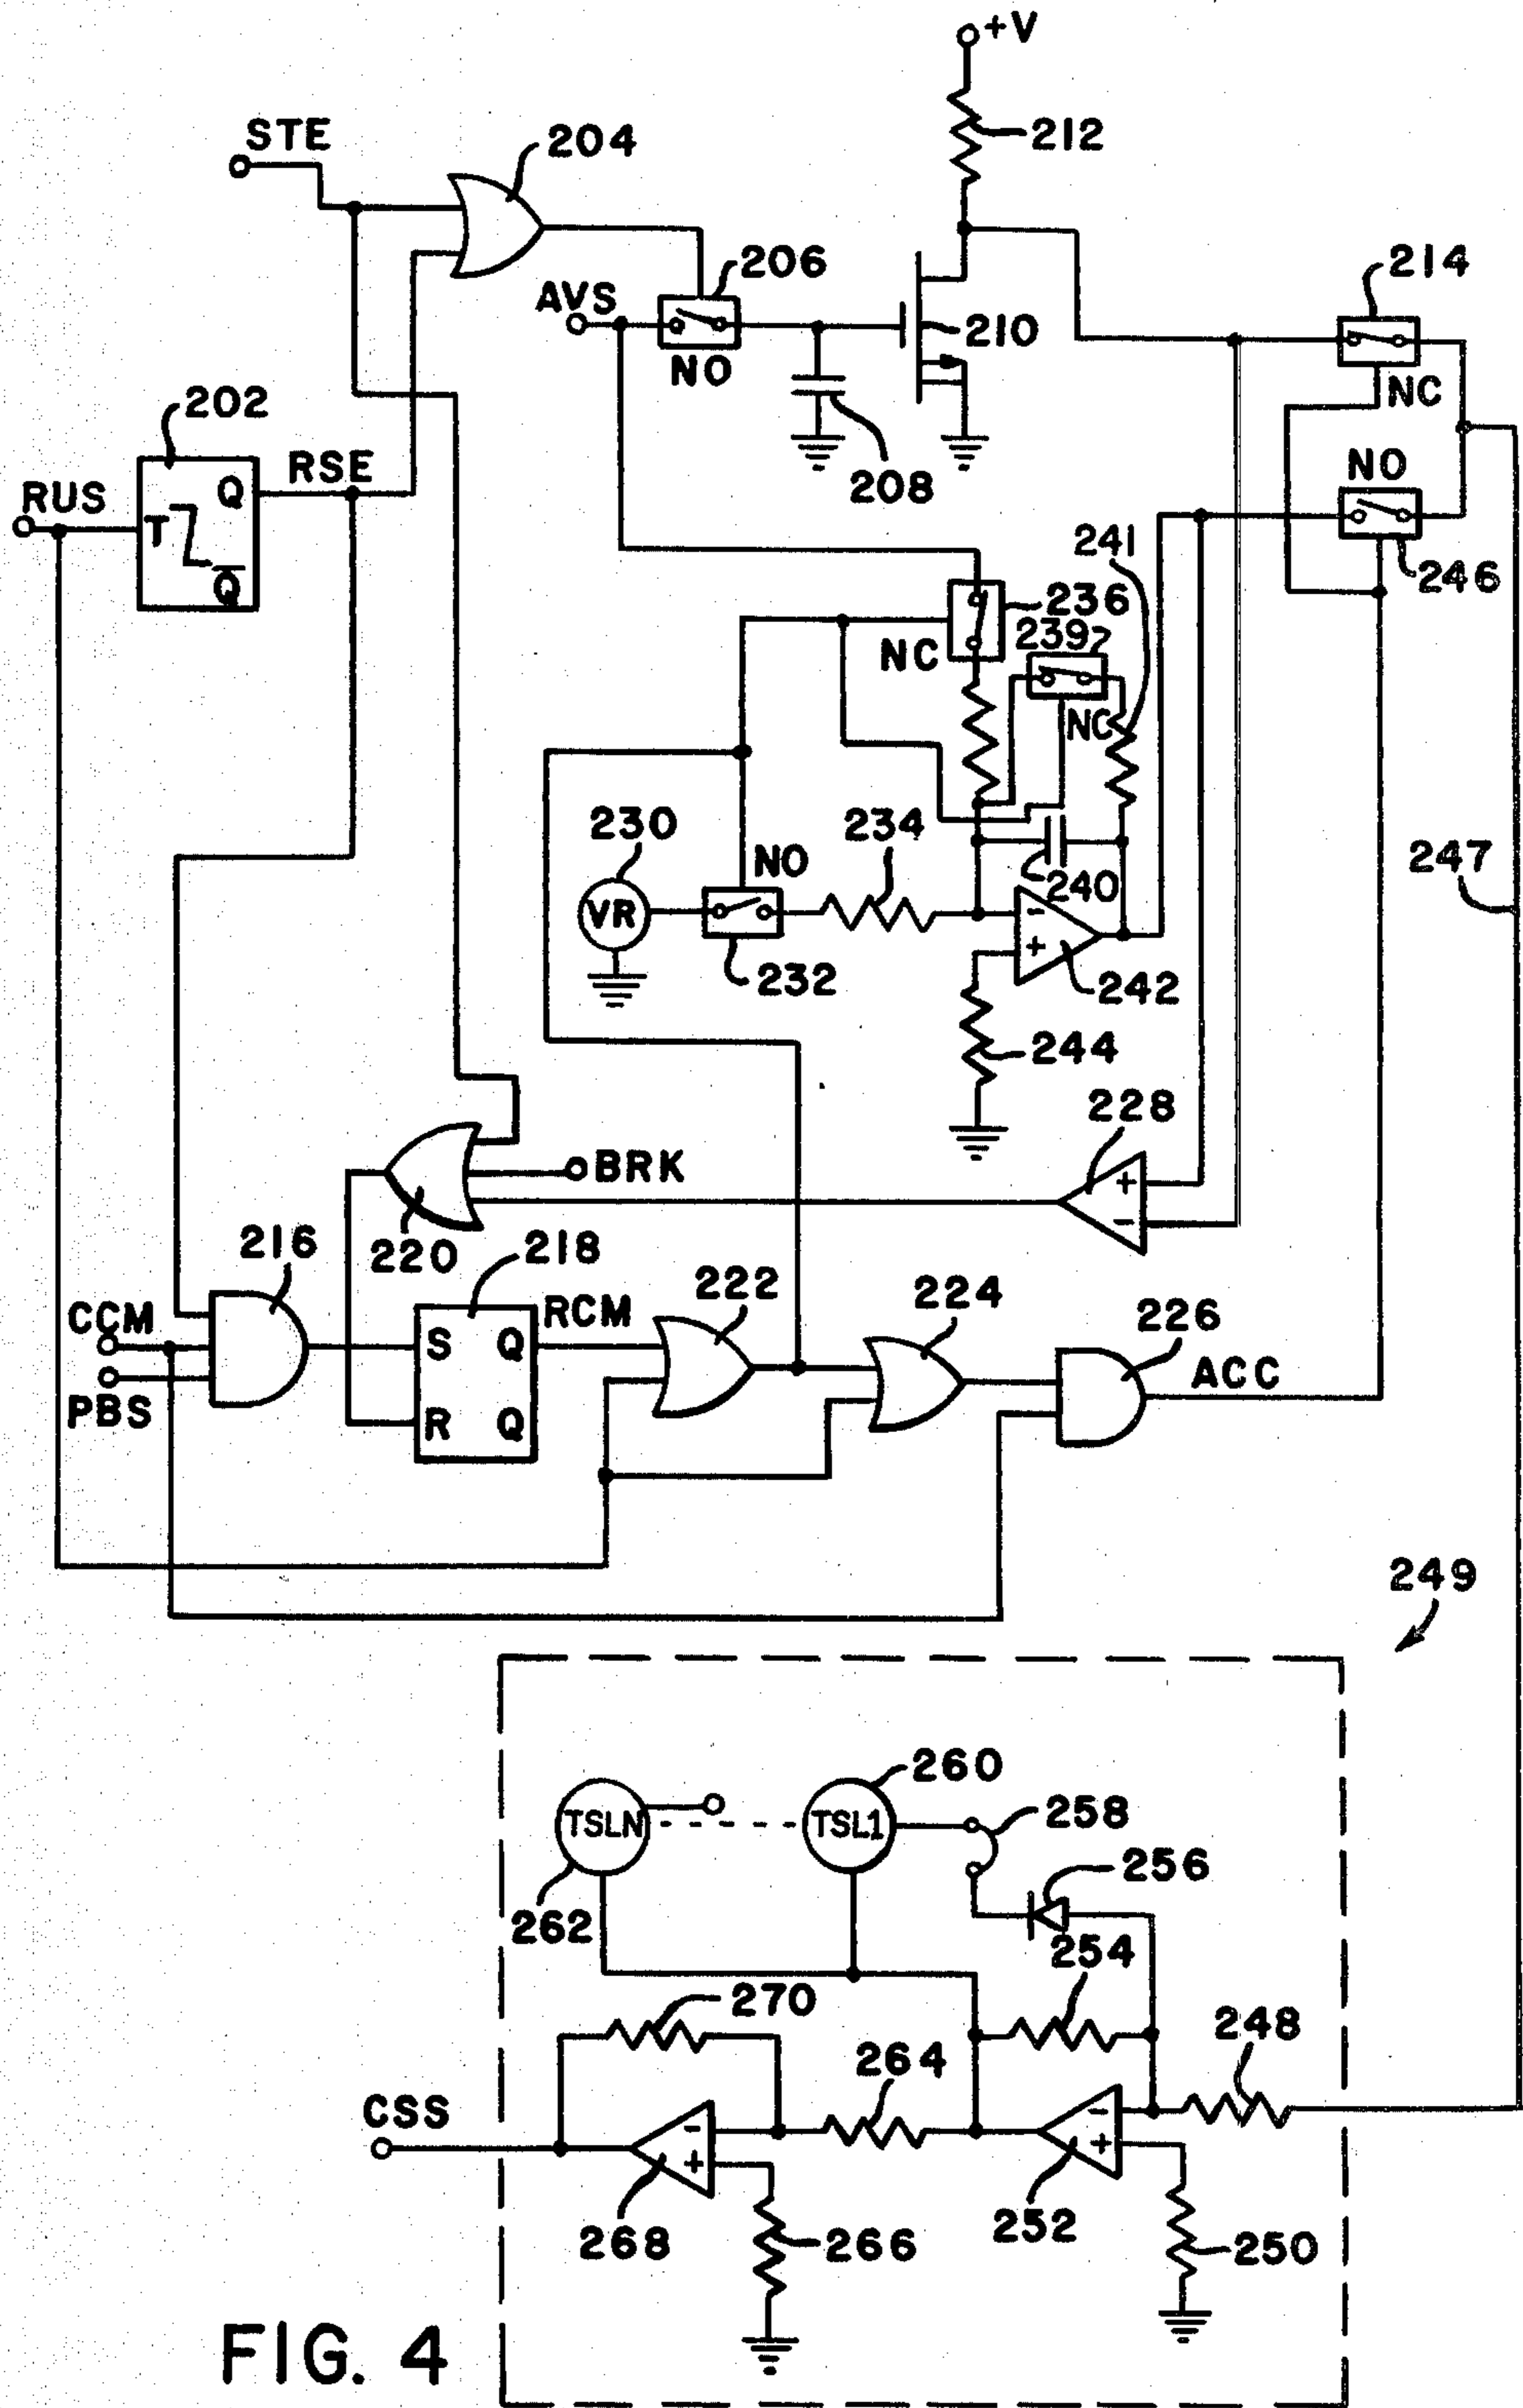 +V
212
STE
204
206
214
AVS
210
NO
NC
202
208
RSE
NO
RUS
Q
T
241
246
Q̅
236
239
NC
NC
230
234
247
NO
240
VR
-
+
232
242
244
228
BRK
+
-
220
216
218
222
224
226
CCM
RCM
S
Q
ACC
PBS
R
Q
249
260
TSLN
TSL1
258
256
262
254
270
248
264
CSS
-
+
-
+
268
266
252
250
FIG. 4